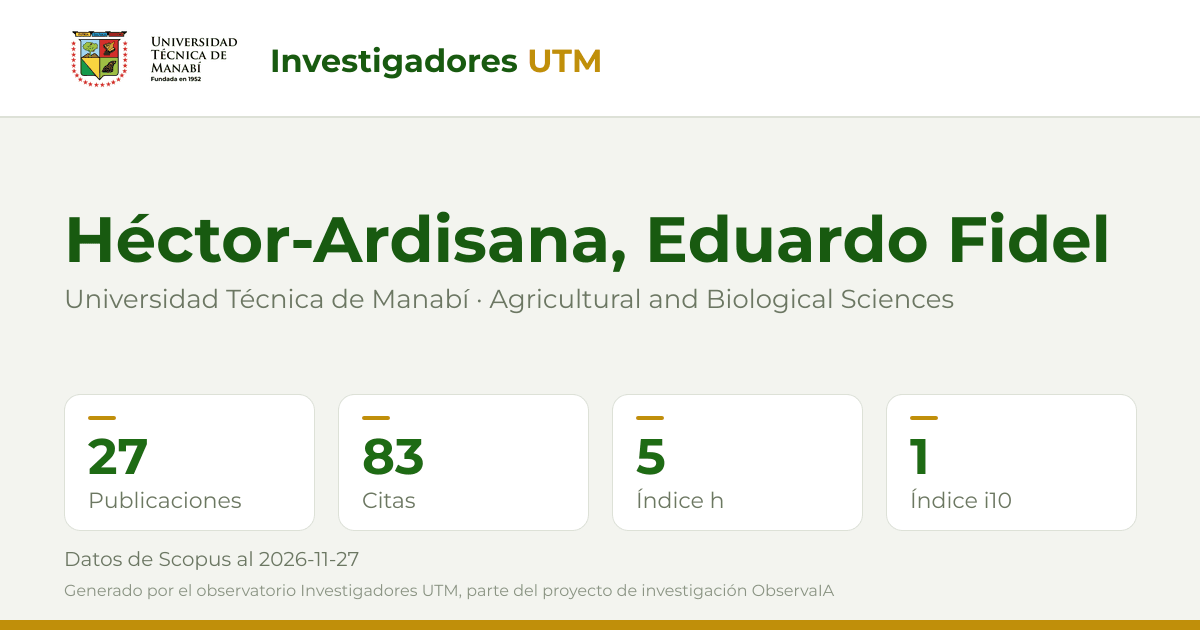 UNIVERSIDAD
TÉCNICA DE
MANABÍ
Fundada en 1952
Investigadores UTM
Héctor-Ardisana, Eduardo Fidel
Universidad Técnica de Manabí · Agricultural and Biological Sciences
27
Publicaciones
83
Citas
5
Índice h
1
Índice i10
Datos de Scopus al 2026-11-27
Generado por el observatorio Investigadores UTM, parte del proyecto de investigación ObservaIA